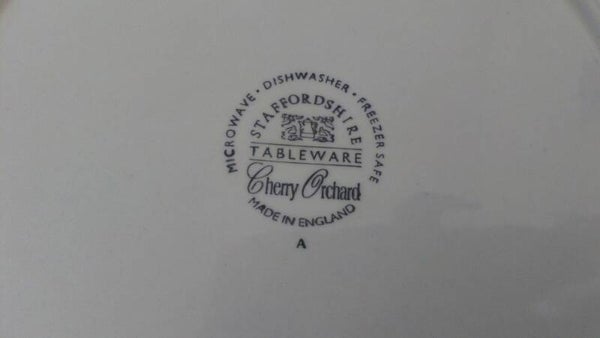 MICROWAVE · DISHWASHER · FREEZER SAFE
STAFFORDSHIRE
TABLEWARE
Cherry Orchard
MADE IN ENGLAND
A